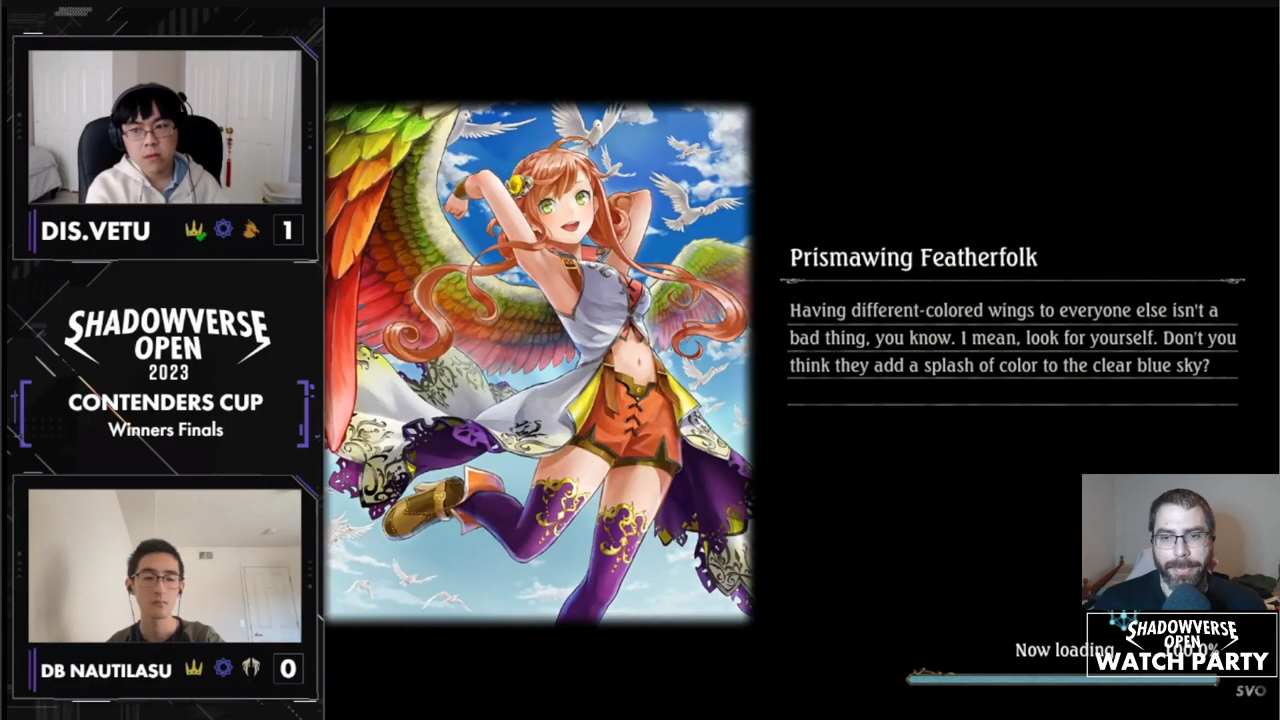 DIS.VETU
1
SHADOWVERSE
OPEN
2023
CONTENDERS CUP
Winners Finals
DB NAUTILASU
0
Prismawing Featherfolk
Having different-colored wings to everyone else isn't a
bad thing, you know. I mean, look for yourself. Don't you
think they add a splash of color to the clear blue sky?
Now loading
100.0%
SHADOWVERSE
OPEN
WATCH PARTY
SVO